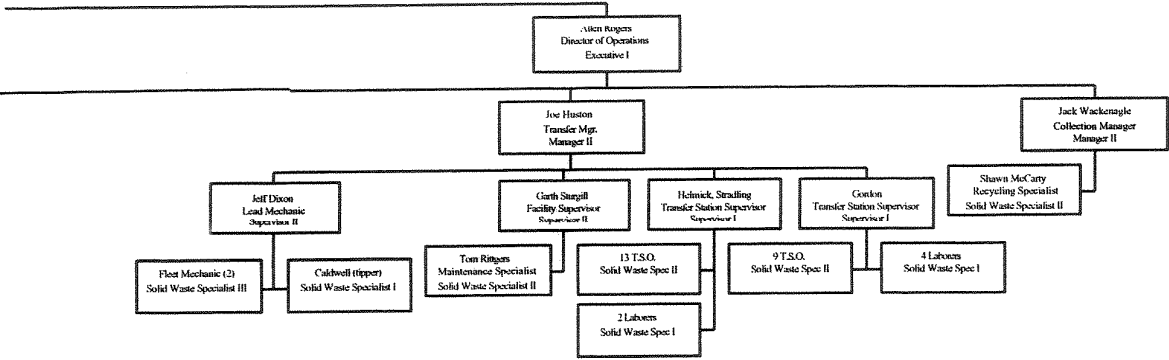 Allen Rogers
Director of Operations
Executive I
Joe Huston
Transfer Mgr.
Manager II
Jack Wackenagle
Collection Manager
Manager II
Jeff Dixon
Lead Mechanic
Supervisor II
Garth Sturgill
Facility Supervisor
Supervisor II
Helmick, Stradling
Transfer Station Supervisor
Supervisor I
Gordon
Transfer Station Supervisor
Supervisor I
Shawn McCarty
Recycling Specialist
Solid Waste Specialist II
Fleet Mechanic (2)
Solid Waste Specialist III
Caldwell (tipper)
Solid Waste Specialist I
Tom Rittgers
Maintenance Specialist
Solid Waste Specialist II
13 T.S.O.
Solid Waste Spec II
9 T.S.O.
Solid Waste Spec II
4 Laborers
Solid Waste Spec I
2 Laborers
Solid Waste Spec I